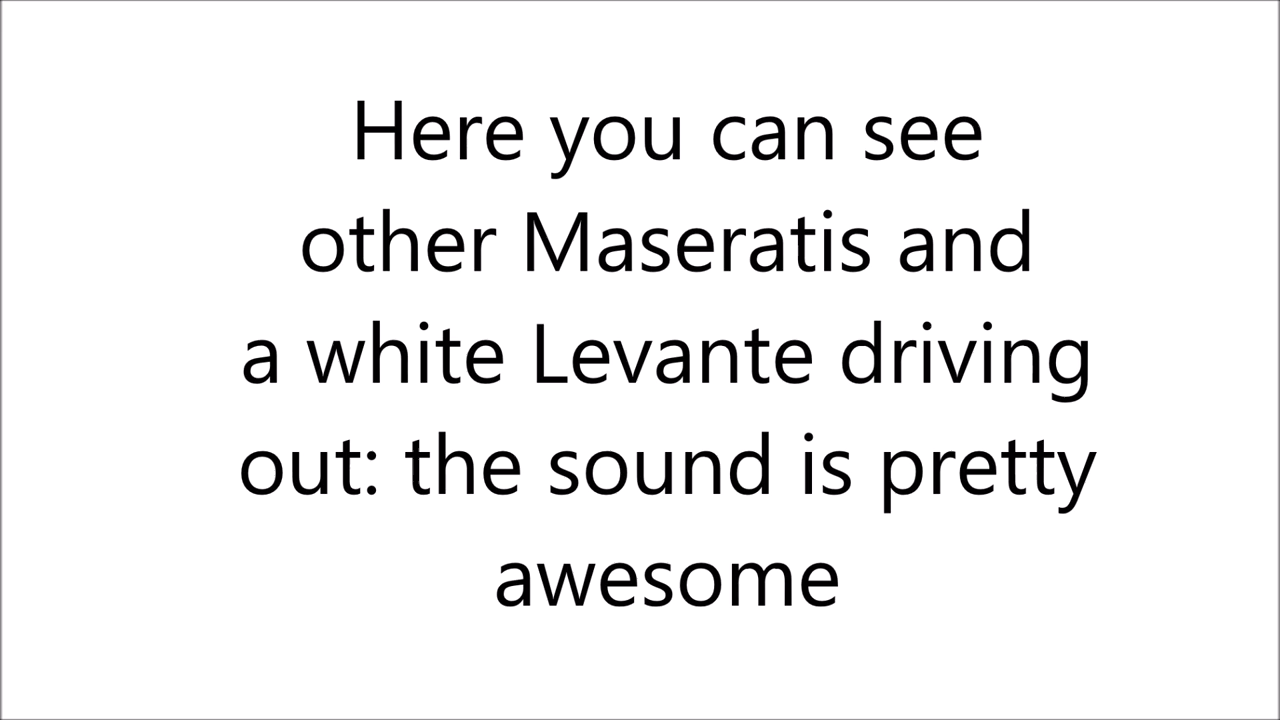 Here you can see
other Maseratis and
a white Levante driving
out: the sound is pretty
awesome